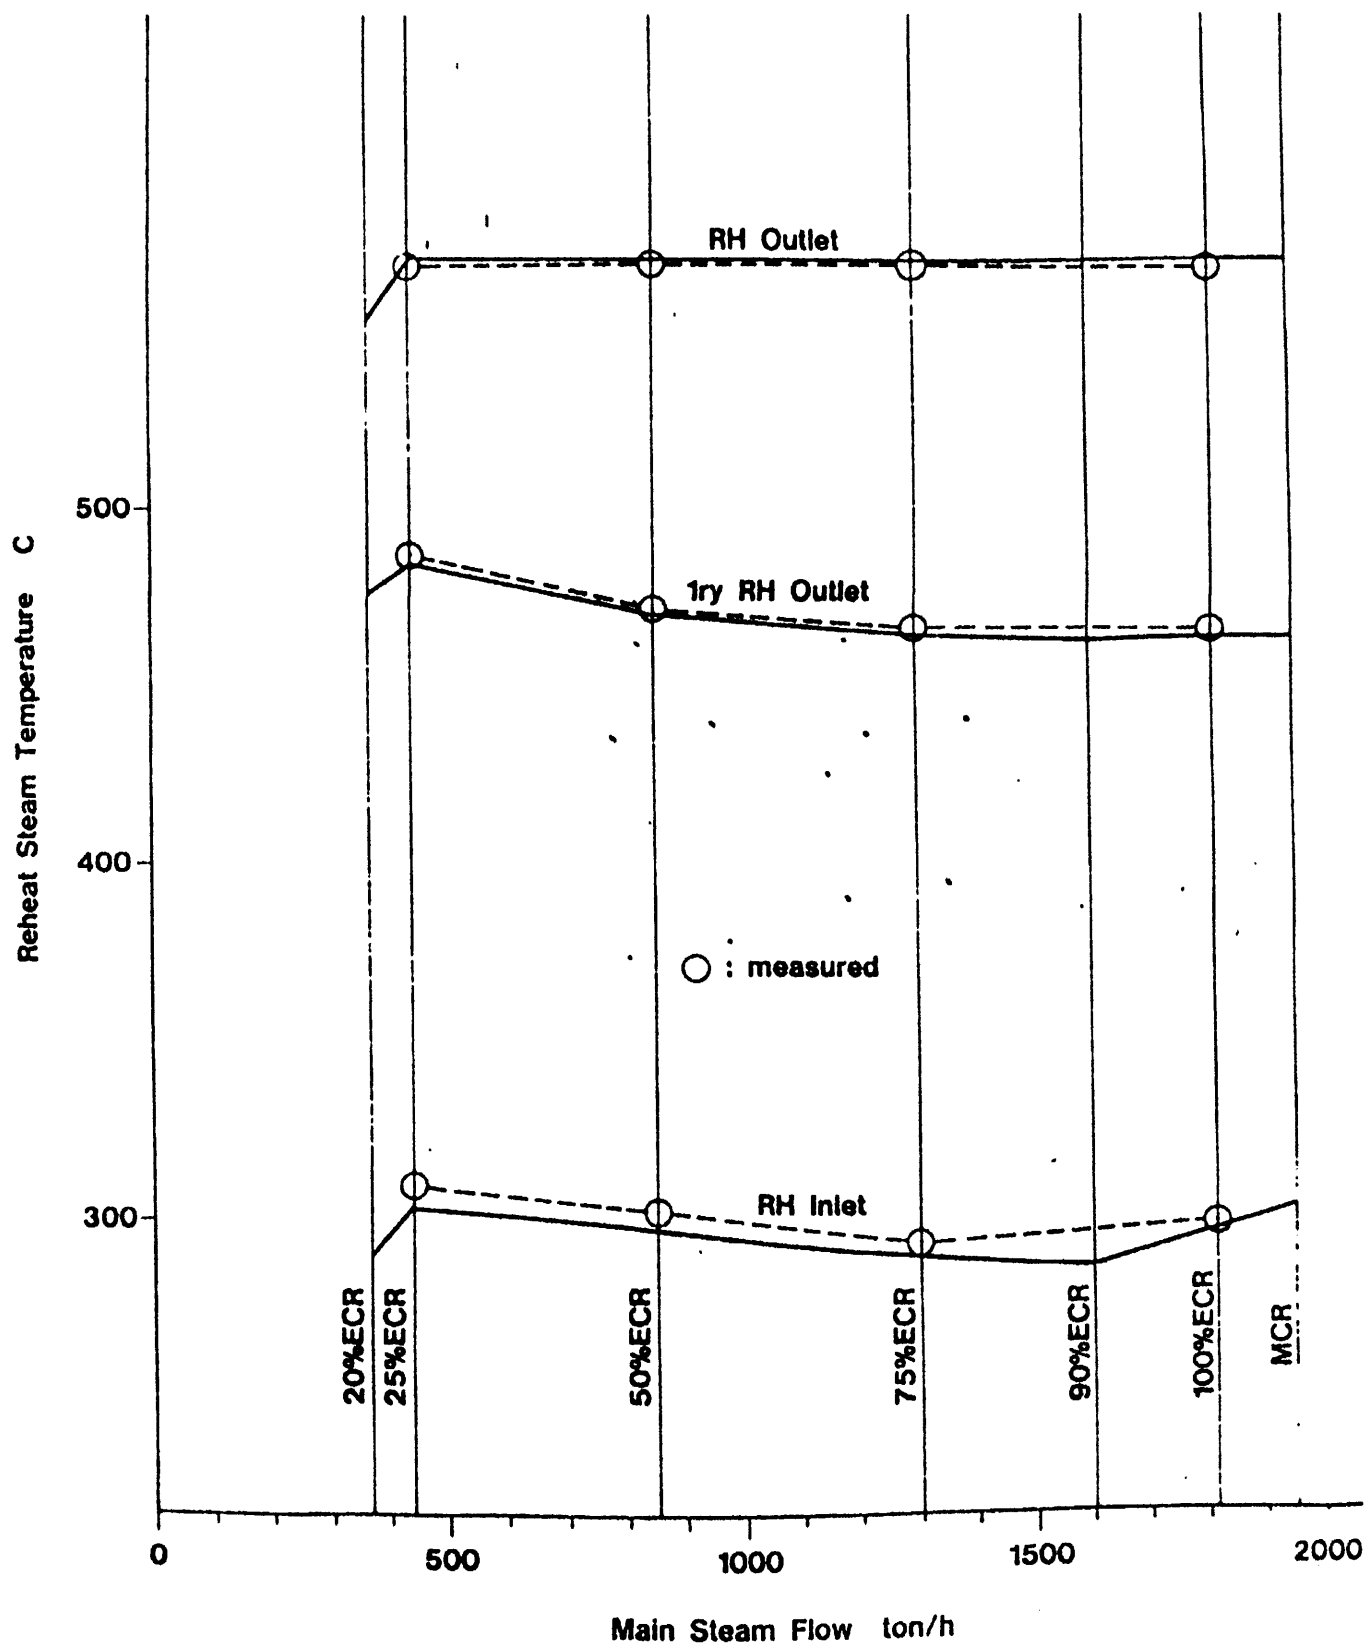 RH Outlet
500
1ry RH Outlet
Reheat Steam Temperature C
400
: measured
300
RH Inlet
20%ECR
25%ECR
50%ECR
75%ECR
90%ECR
100%ECR
MCR
0
500
1000
1500
2000
Main Steam Flow ton/h